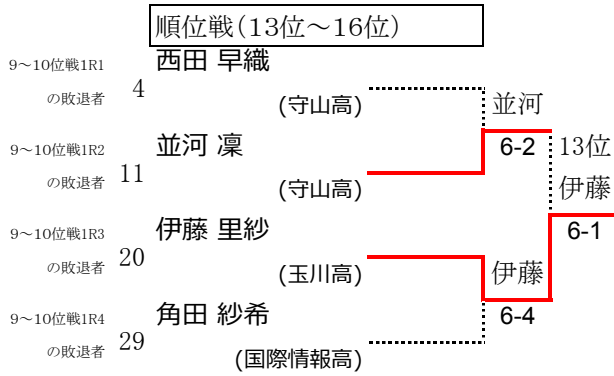 順位戦(13位～16位)
9～10位戦1R1
の敗退者
4
西田 早織
(守山高)
並河
9～10位戦1R2
の敗退者
11
並河 凜
(守山高)
6-2
13位
伊藤
9～10位戦1R3
の敗退者
20
伊藤 里紗
(玉川高)
伊藤
6-1
9～10位戦1R4
の敗退者
29
角田 紗希
(国際情報高)
6-4